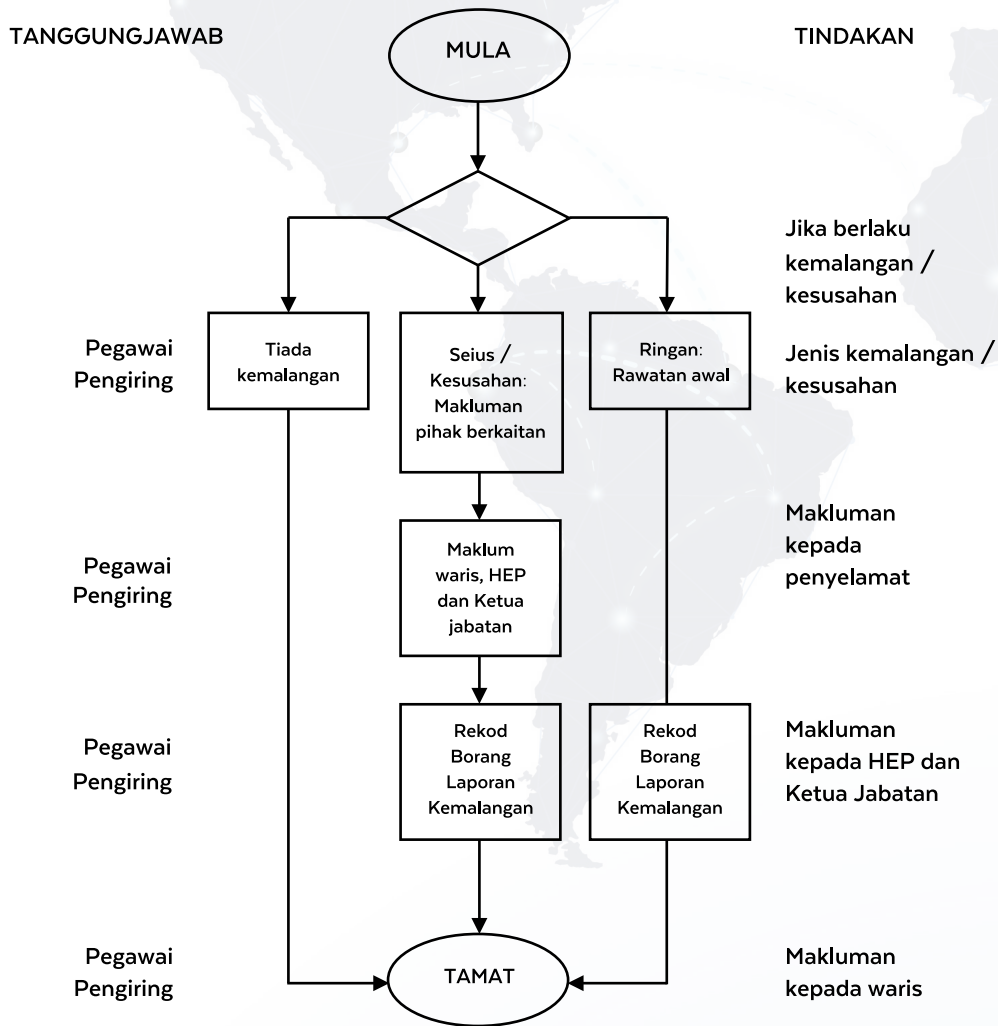 TANGGUNGJAWAB
MULA
TINDAKAN
Jika berlaku
kemalangan /
kesusahan
Pegawai
Pengiring
Tiada
kemalangan
Seius /
Kesusahan:
Makluman
pihak berkaitan
Ringan:
Rawatan awal
Jenis kemalangan /
kesusahan
Pegawai
Pengiring
Maklum
waris, HEP
dan Ketua
jabatan
Makluman
kepada
penyelamat
Pegawai
Pengiring
Rekod
Borang
Laporan
Kemalangan
Rekod
Borang
Laporan
Kemalangan
Makluman
kepada HEP dan
Ketua Jabatan
Pegawai
Pengiring
TAMAT
Makluman
kepada waris